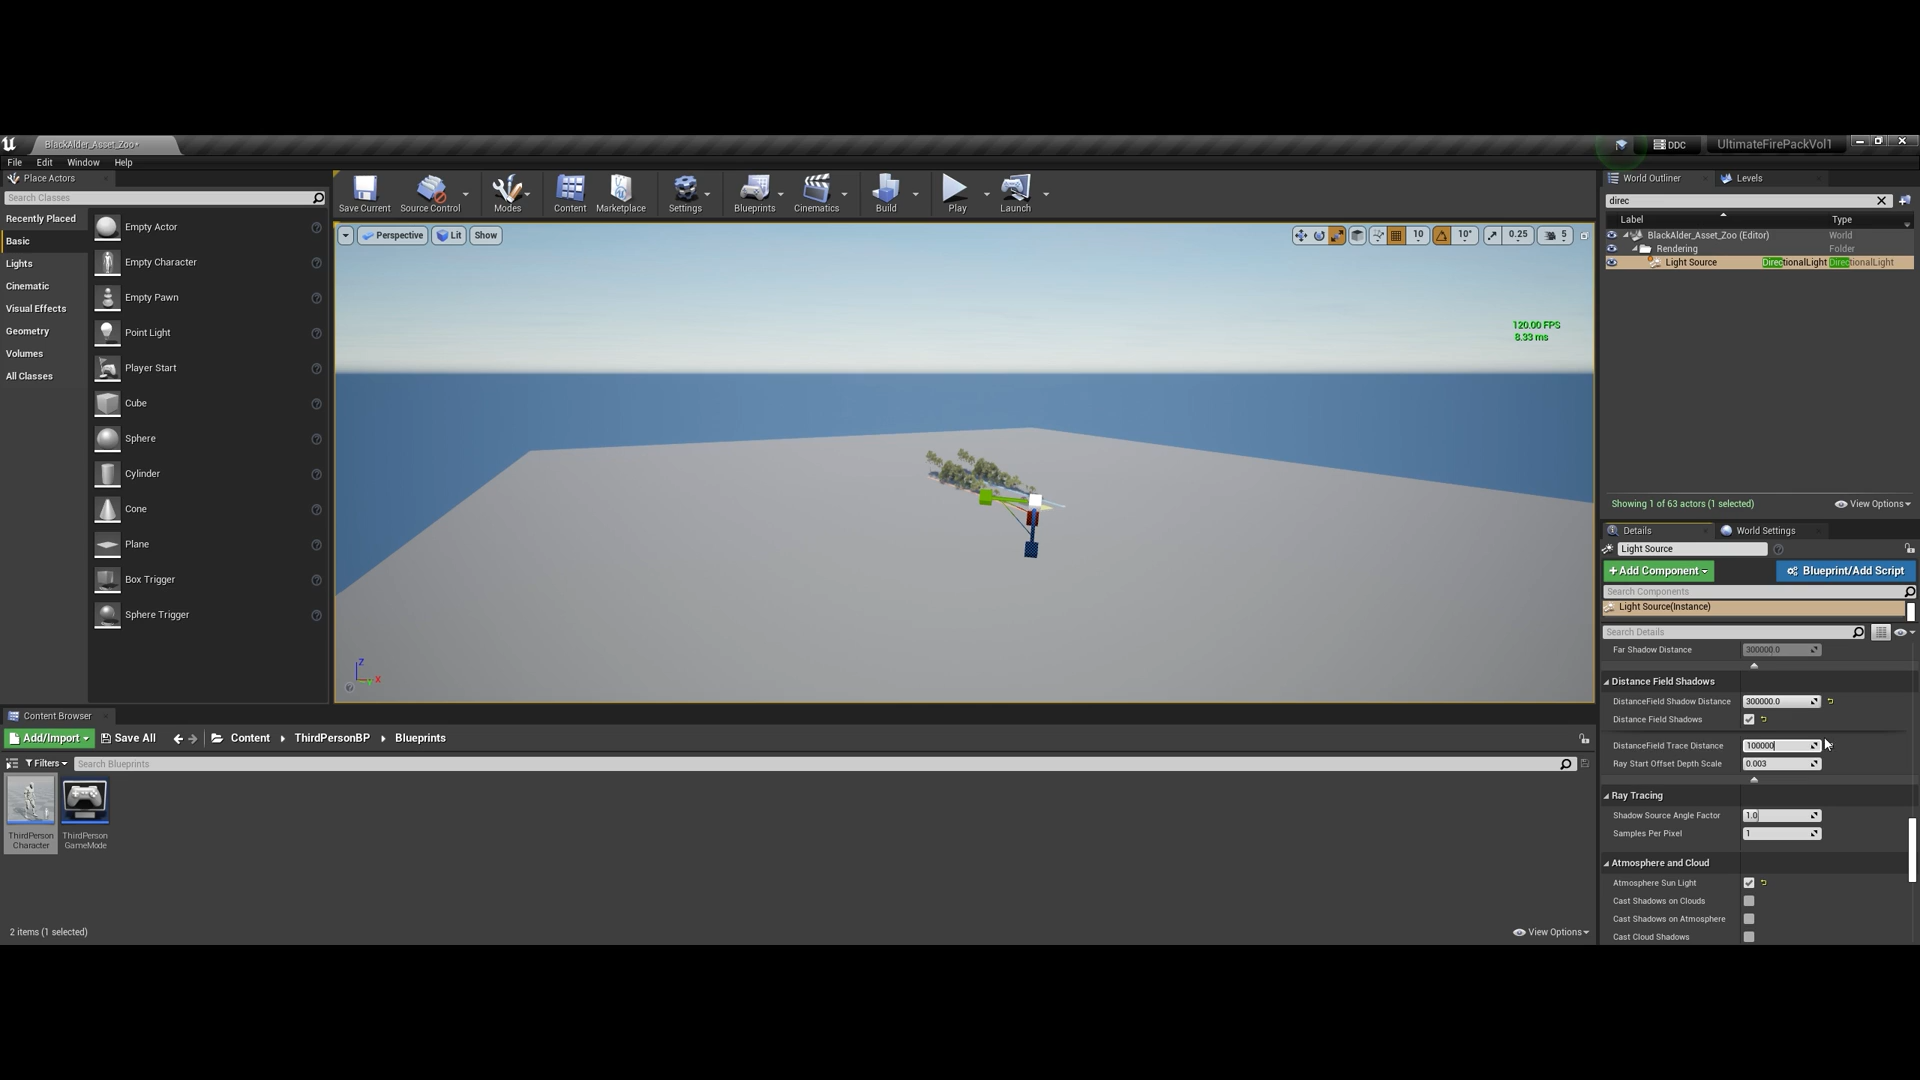 BlackAlder_Asset_Zoo*
DDC
UltimateFirePackVol1
File Edit Window Help
Place Actors
Search Classes
Recently Placed
Basic
Lights
Cinematic
Visual Effects
Geometry
Volumes
All Classes
Empty Actor
Empty Character
Empty Pawn
Point Light
Player Start
Cube
Sphere
Cylinder
Cone
Plane
Box Trigger
Sphere Trigger
Save Current
Source Control
Modes
Content
Marketplace
Settings
Blueprints
Cinematics
Build
Play
Launch
Perspective
Lit
Show
10
10°
0.25
5
120.00 FPS
8.33 ms
Z
X
World Outliner
Levels
direc
Label Type
BlackAlder_Asset_Zoo (Editor) World
Rendering Folder
Light Source DirectionalLight DirectionalLight
Showing 1 of 63 actors (1 selected)
View Options
Details
World Settings
Light Source
+Add Component
Blueprint/Add Script
Search Components
Light Source(Instance)
Search Details
Far Shadow Distance 300000.0
Distance Field Shadows
DistanceField Shadow Distance 300000.0
Distance Field Shadows
DistanceField Trace Distance 100000
Ray Start Offset Depth Scale 0.003
Ray Tracing
Shadow Source Angle Factor 1.0
Samples Per Pixel 1
Atmosphere and Cloud
Atmosphere Sun Light
Cast Shadows on Clouds
Cast Shadows on Atmosphere
Cast Cloud Shadows
Content Browser
Add/Import
Save All
Content ThirdPersonBP Blueprints
Filters
Search Blueprints
ThirdPerson
Character
ThirdPerson
GameMode
2 items (1 selected)
View Options